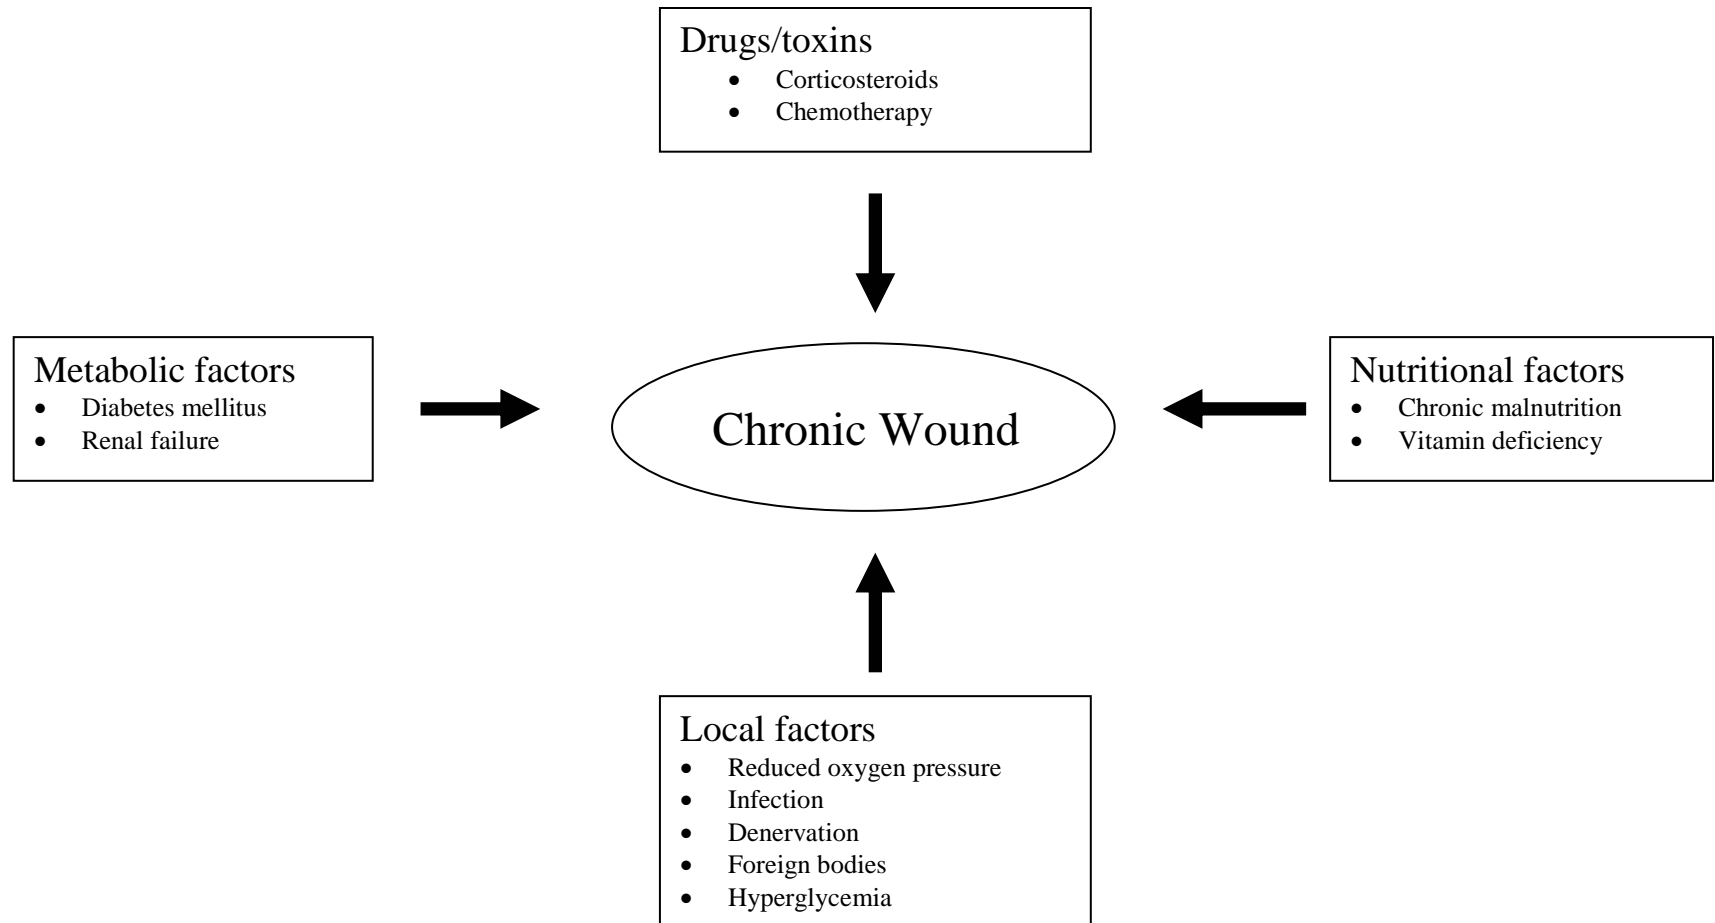 Drugs/toxins
• Corticosteroids
• Chemotherapy
Metabolic factors
• Diabetes mellitus
• Renal failure
Chronic Wound
Nutritional factors
• Chronic malnutrition
• Vitamin deficiency
Local factors
• Reduced oxygen pressure
• Infection
• Denervation
• Foreign bodies
• Hyperglycemia